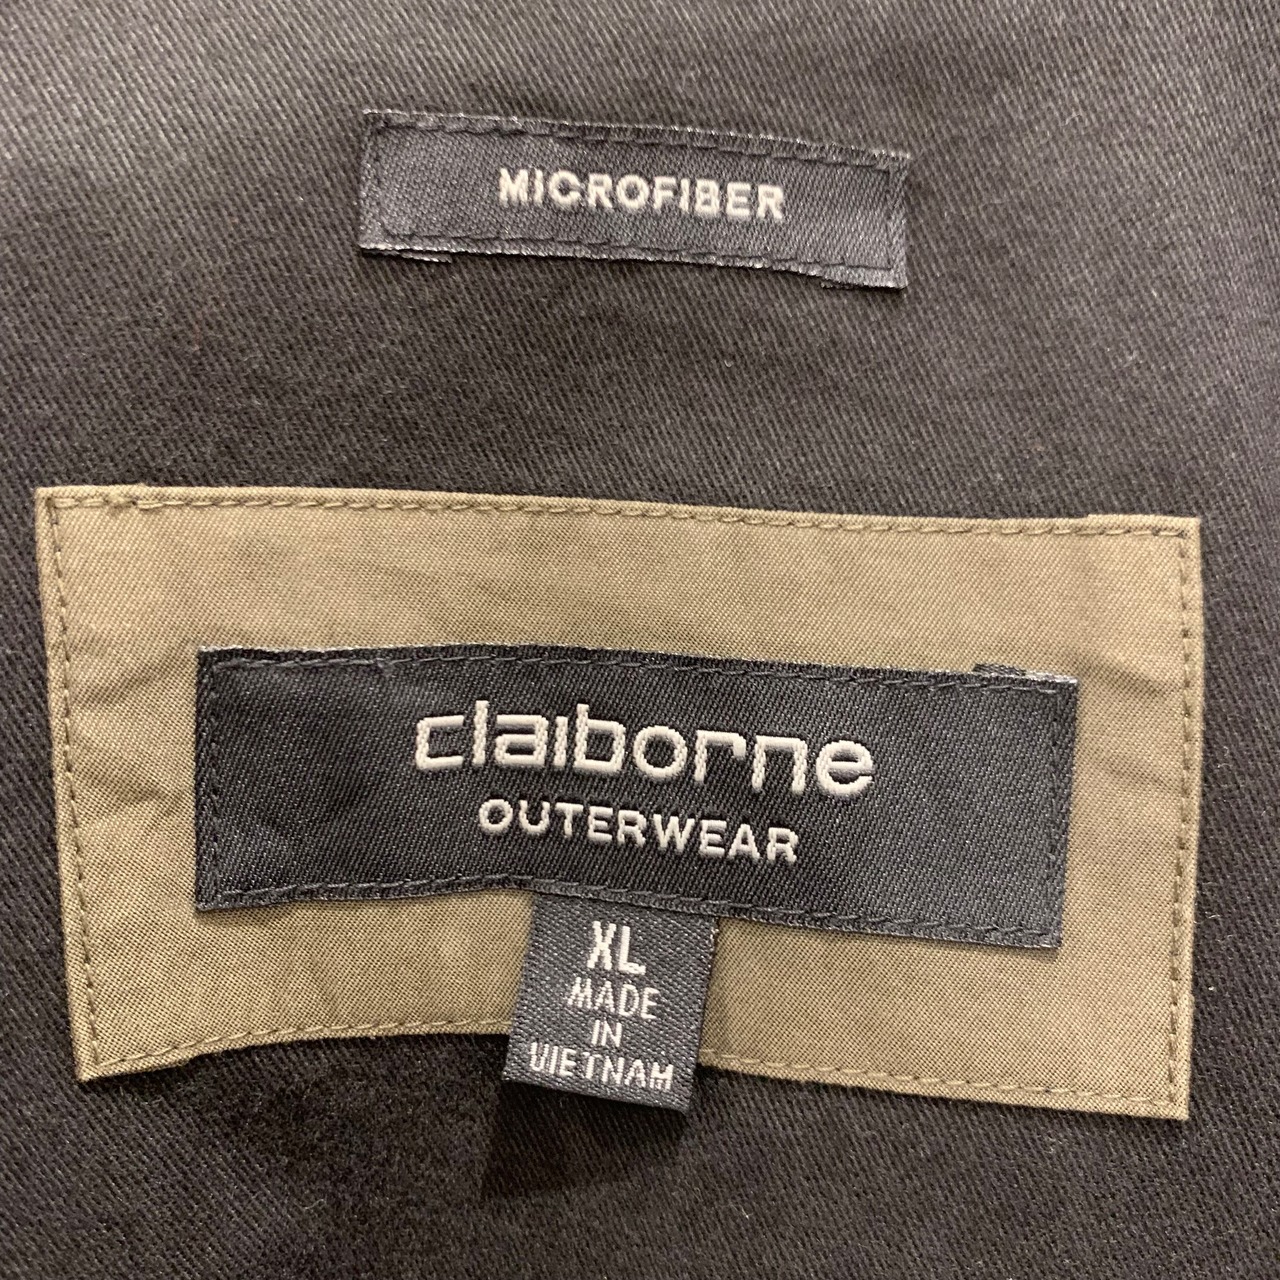 MICROFIBER
claiborne
OUTERWEAR
XL
MADE
IN
VIETNAM